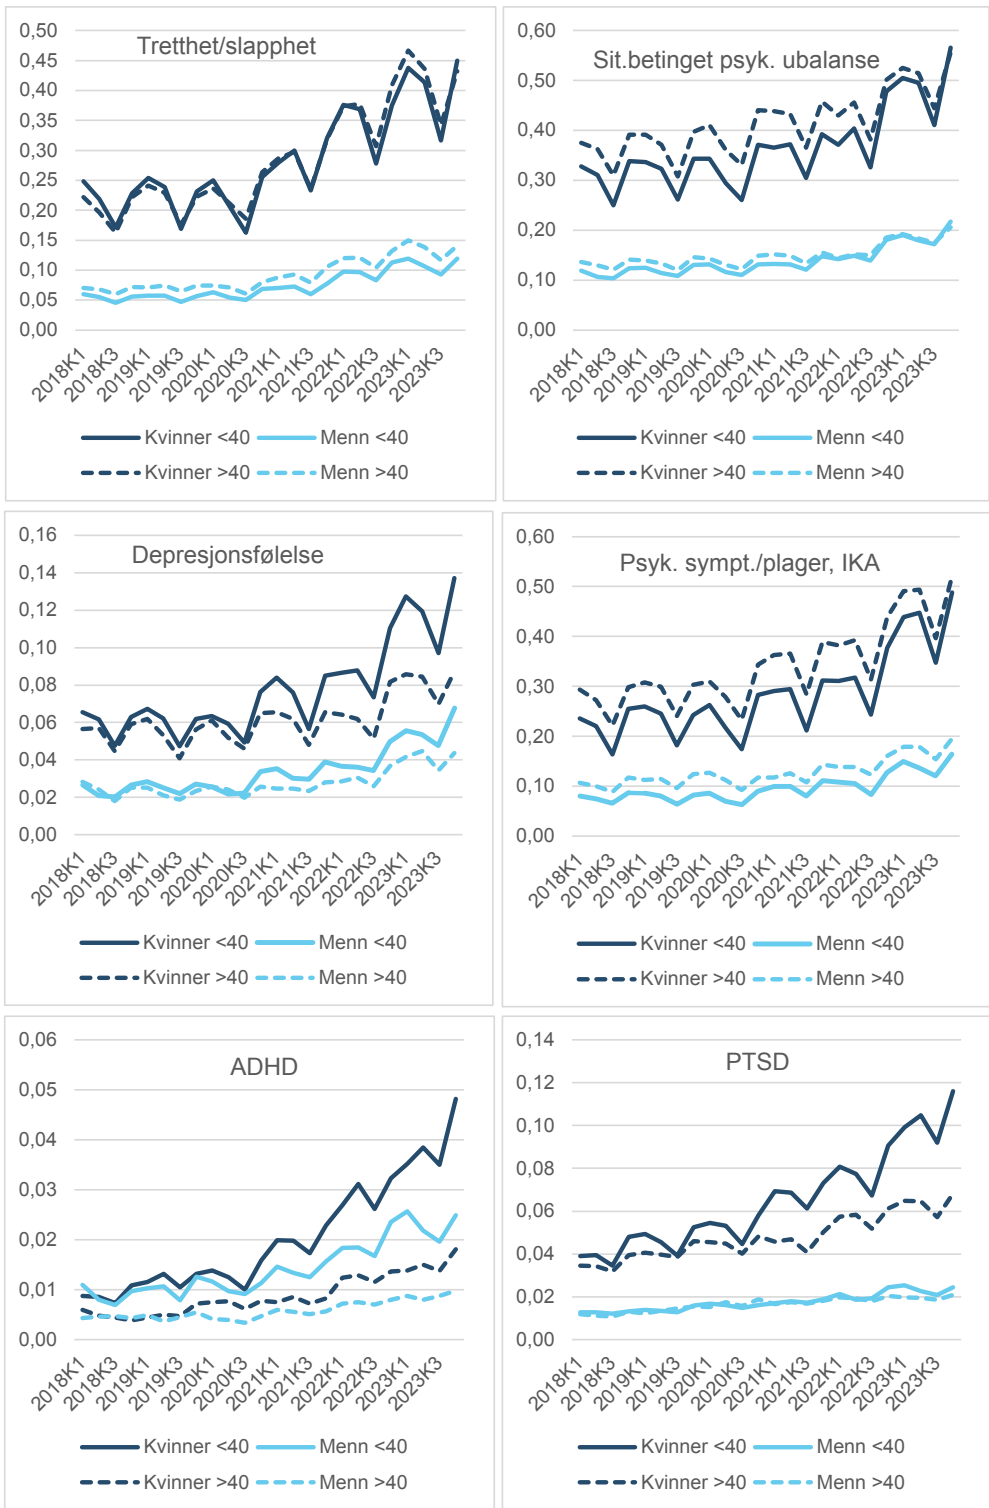 Tretthet/slapphet
0,50
0,45
0,40
0,35
0,30
0,25
0,20
0,15
0,10
0,05
0,00
2018K1
2018K3
2019K1
2019K3
2020K1
2020K3
2021K1
2021K3
2022K1
2022K3
2023K1
2023K3
Kvinner <40 Menn <40
Kvinner >40 Menn >40
Sit.betinget psyk. ubalanse
0,60
0,50
0,40
0,30
0,20
0,10
0,00
2018K1
2018K3
2019K1
2019K3
2020K1
2020K3
2021K1
2021K3
2022K1
2022K3
2023K1
2023K3
Kvinner <40 Menn <40
Kvinner >40 Menn >40
Depresjonsfølelse
0,16
0,14
0,12
0,10
0,08
0,06
0,04
0,02
0,00
2018K1
2018K3
2019K1
2019K3
2020K1
2020K3
2021K1
2021K3
2022K1
2022K3
2023K1
2023K3
Kvinner <40 Menn <40
Kvinner >40 Menn >40
Psyk. sympt./plager, IKA
0,60
0,50
0,40
0,30
0,20
0,10
0,00
2018K1
2018K3
2019K1
2019K3
2020K1
2020K3
2021K1
2021K3
2022K1
2022K3
2023K1
2023K3
Kvinner <40 Menn <40
Kvinner >40 Menn >40
ADHD
0,06
0,05
0,04
0,03
0,02
0,01
0,00
2018K1
2018K3
2019K1
2019K3
2020K1
2020K3
2021K1
2021K3
2022K1
2022K3
2023K1
2023K3
Kvinner <40 Menn <40
Kvinner >40 Menn >40
PTSD
0,14
0,12
0,10
0,08
0,06
0,04
0,02
0,00
2018K1
2018K3
2019K1
2019K3
2020K1
2020K3
2021K1
2021K3
2022K1
2022K3
2023K1
2023K3
Kvinner <40 Menn <40
Kvinner >40 Menn >40